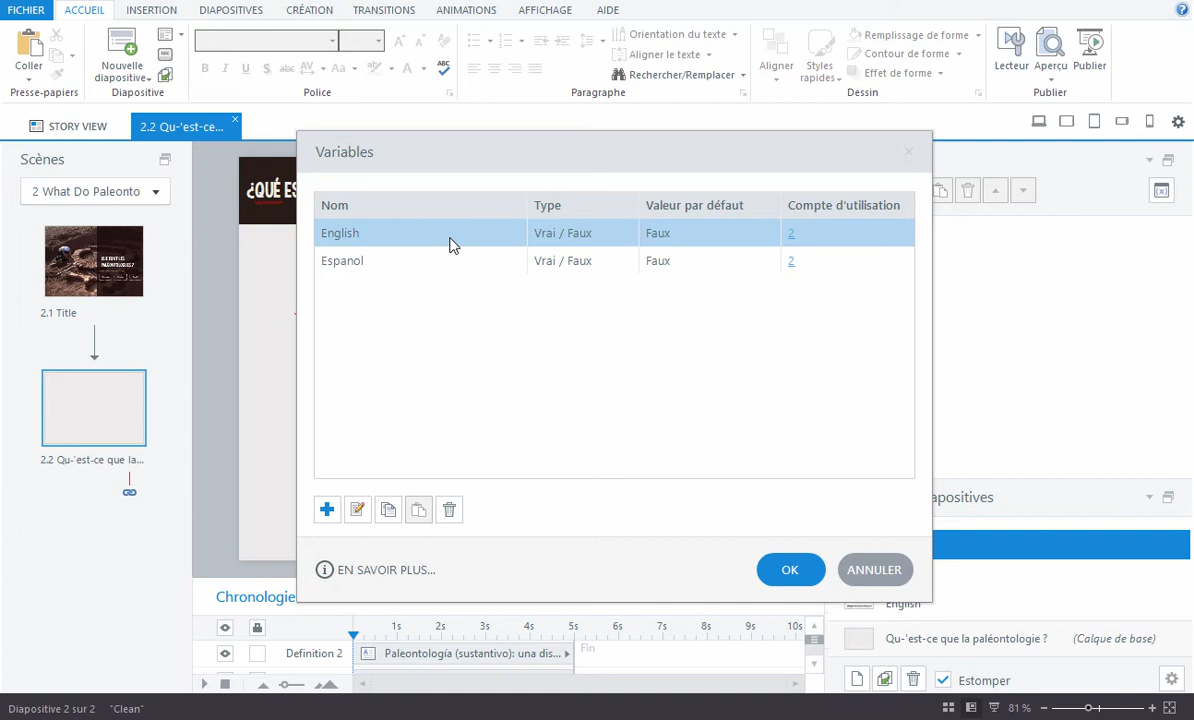 FICHIER ACCUEIL INSERTION DIAPOSITIVES CRÉATION TRANSITIONS ANIMATIONS AFFICHAGE AIDE
Coller
Presse-papiers
Nouvelle
diapositive
Diapositive
B I U S abc AV Aa A ABC
Police
Orientation du texte
Aligner le texte
Rechercher/Remplacer
Paragraphe
Aligner
Styles
rapides
Remplissage de forme
Contour de forme
Effet de forme
Dessin
Lecteur Aperçu Publier
Publier
STORY VIEW
2.2 Qu-'est-ce...
Scènes
2 What Do Paleonto
2.1 Title
2.2 Qu-'est-ce que la...
¿QUÉ ES
Variables
Nom Type Valeur par défaut Compte d'utilisation
English Vrai / Faux Faux 2
Espanol Vrai / Faux Faux 2
EN SAVOIR PLUS...
OK
ANNULER
apositives
English
Qu-'est-ce que la paléontologie ? (Calque de base)
Estomper
Chronologie
1s 2s 3s 4s 5s 6s 7s 8s 9s 10s
Definition 2
Paleontología (sustantivo): una dis...
Fin
Diapositive 2 sur 2
"Clean"
81 %